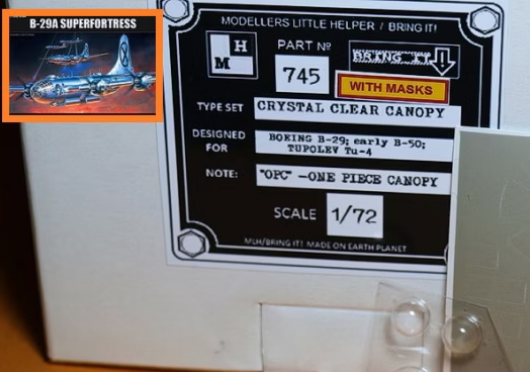 B-29A SUPERFORTRESS
MODELLERS LITTLE HELPER / BRING IT!
MLH
PART Nº
745
BRING IT
WITH MASKS
TYPE SET
CRYSTAL CLEAR CANOPY
DESIGNED
FOR
BOEING B-29; early B-50;
TUPOLEV Tu-4
NOTE:
"OPC" -ONE PIECE CANOPY
SCALE
1/72
MLH/BRING IT! MADE ON EARTH PLANET